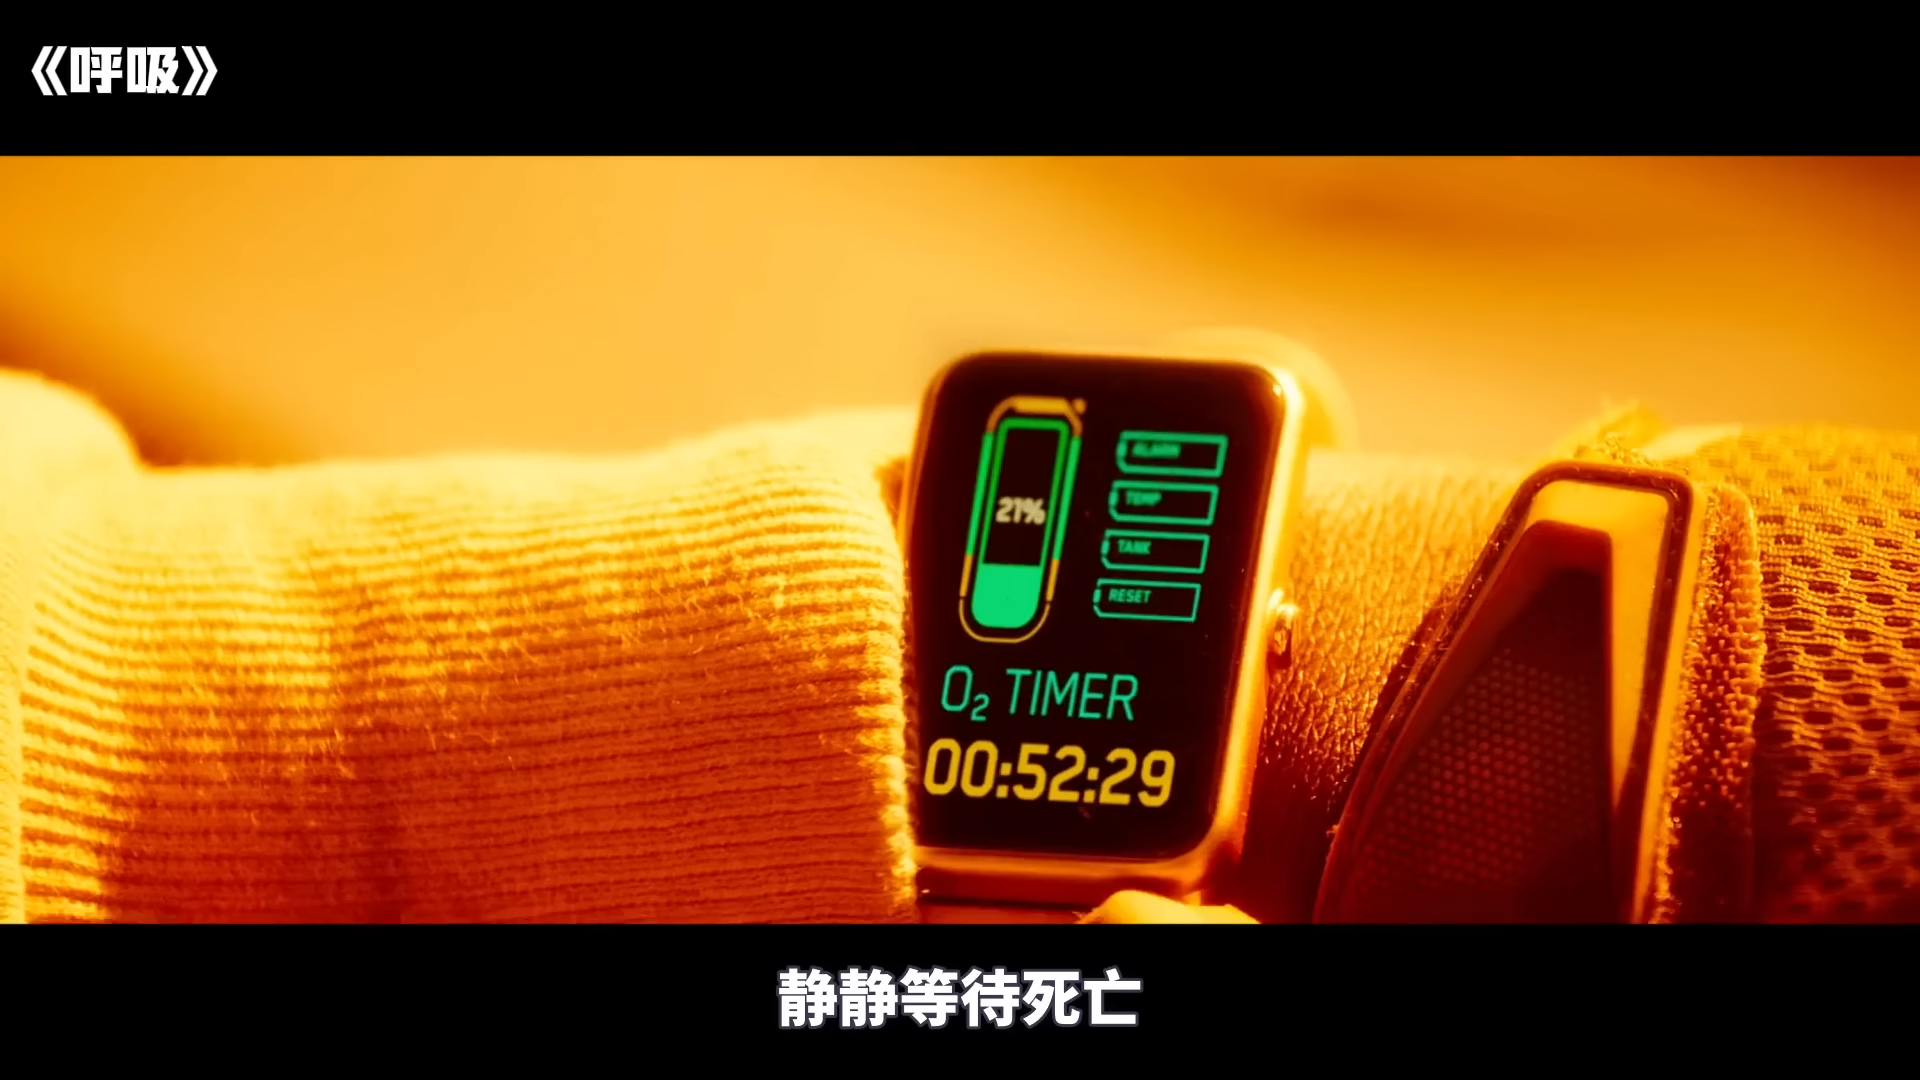 《呼吸》
21%
ALARM
TEMP
TANK
RESET
O₂ TIMER
00:52:29
静静等待死亡